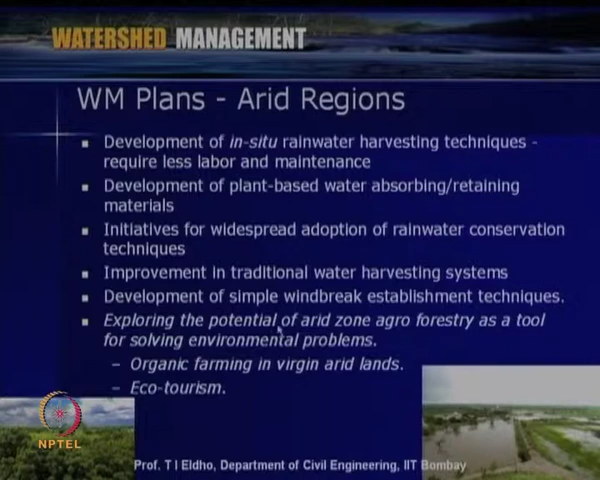 WATERSHED MANAGEMENT
WM Plans - Arid Regions
Development of in-situ rainwater harvesting techniques -
require less labor and maintenance
Development of plant-based water absorbing/retaining
materials
Initiatives for widespread adoption of rainwater conservation
techniques
Improvement in traditional water harvesting systems
Development of simple windbreak establishment techniques.
Exploring the potential of arid zone agro forestry as a tool
for solving environmental problems.
– Organic farming in virgin arid lands.
– Eco-tourism.
NPTEL
Prof. T I Eldho, Department of Civil Engineering, IIT Bombay